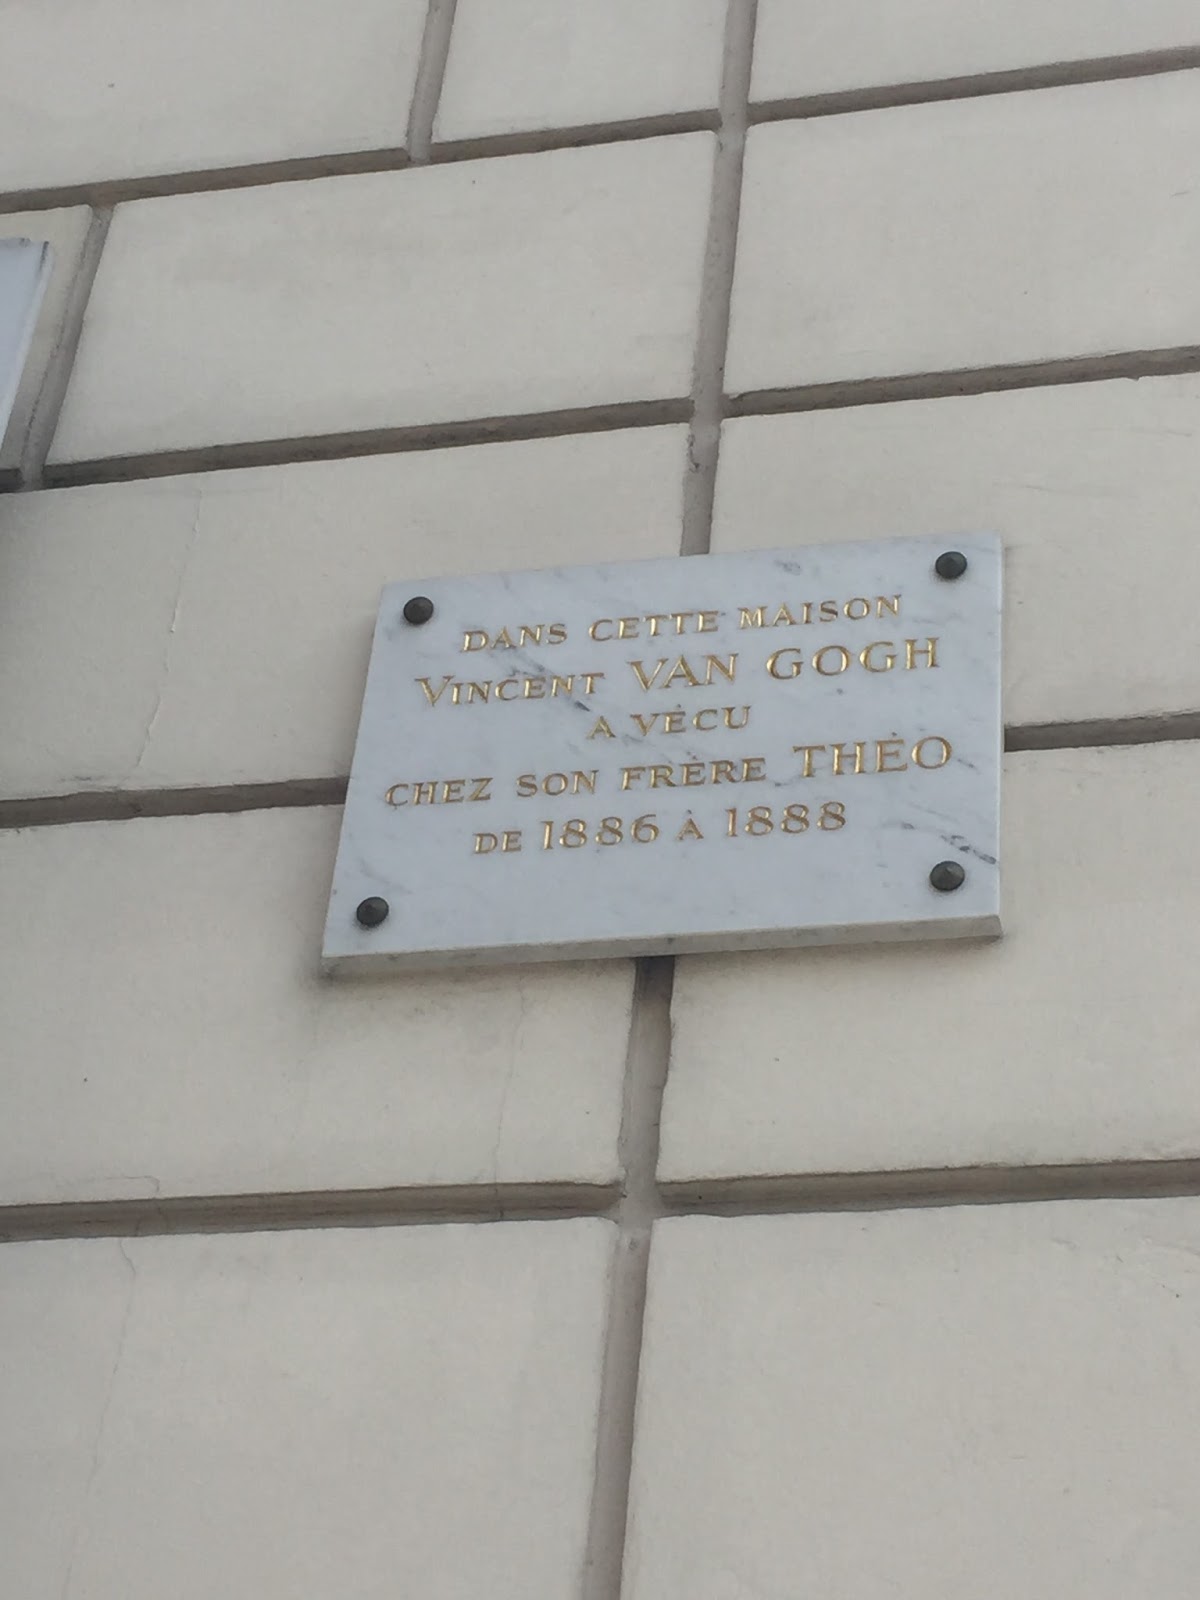 DANS CETTE MAISON
VINCENT VAN GOGH
A VÉCU
CHEZ SON FRÈRE THÉO
DE 1886 À 1888